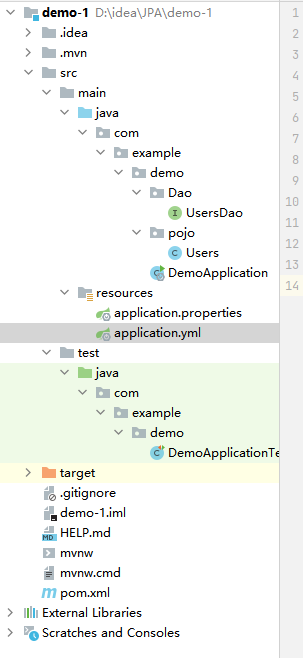 demo-1 D:\idea\JPA\demo-1
.idea
.mvn
src
main
java
com
example
demo
Dao
UsersDao
pojo
Users
DemoApplication
resources
application.properties
application.yml
test
java
com
example
demo
DemoApplicationTe
target
.gitignore
demo-1.iml
HELP.md
mvnw
mvnw.cmd
pom.xml
External Libraries
Scratches and Consoles
1
2
3
4
5
6
7
8
9
10
11
12
13
14